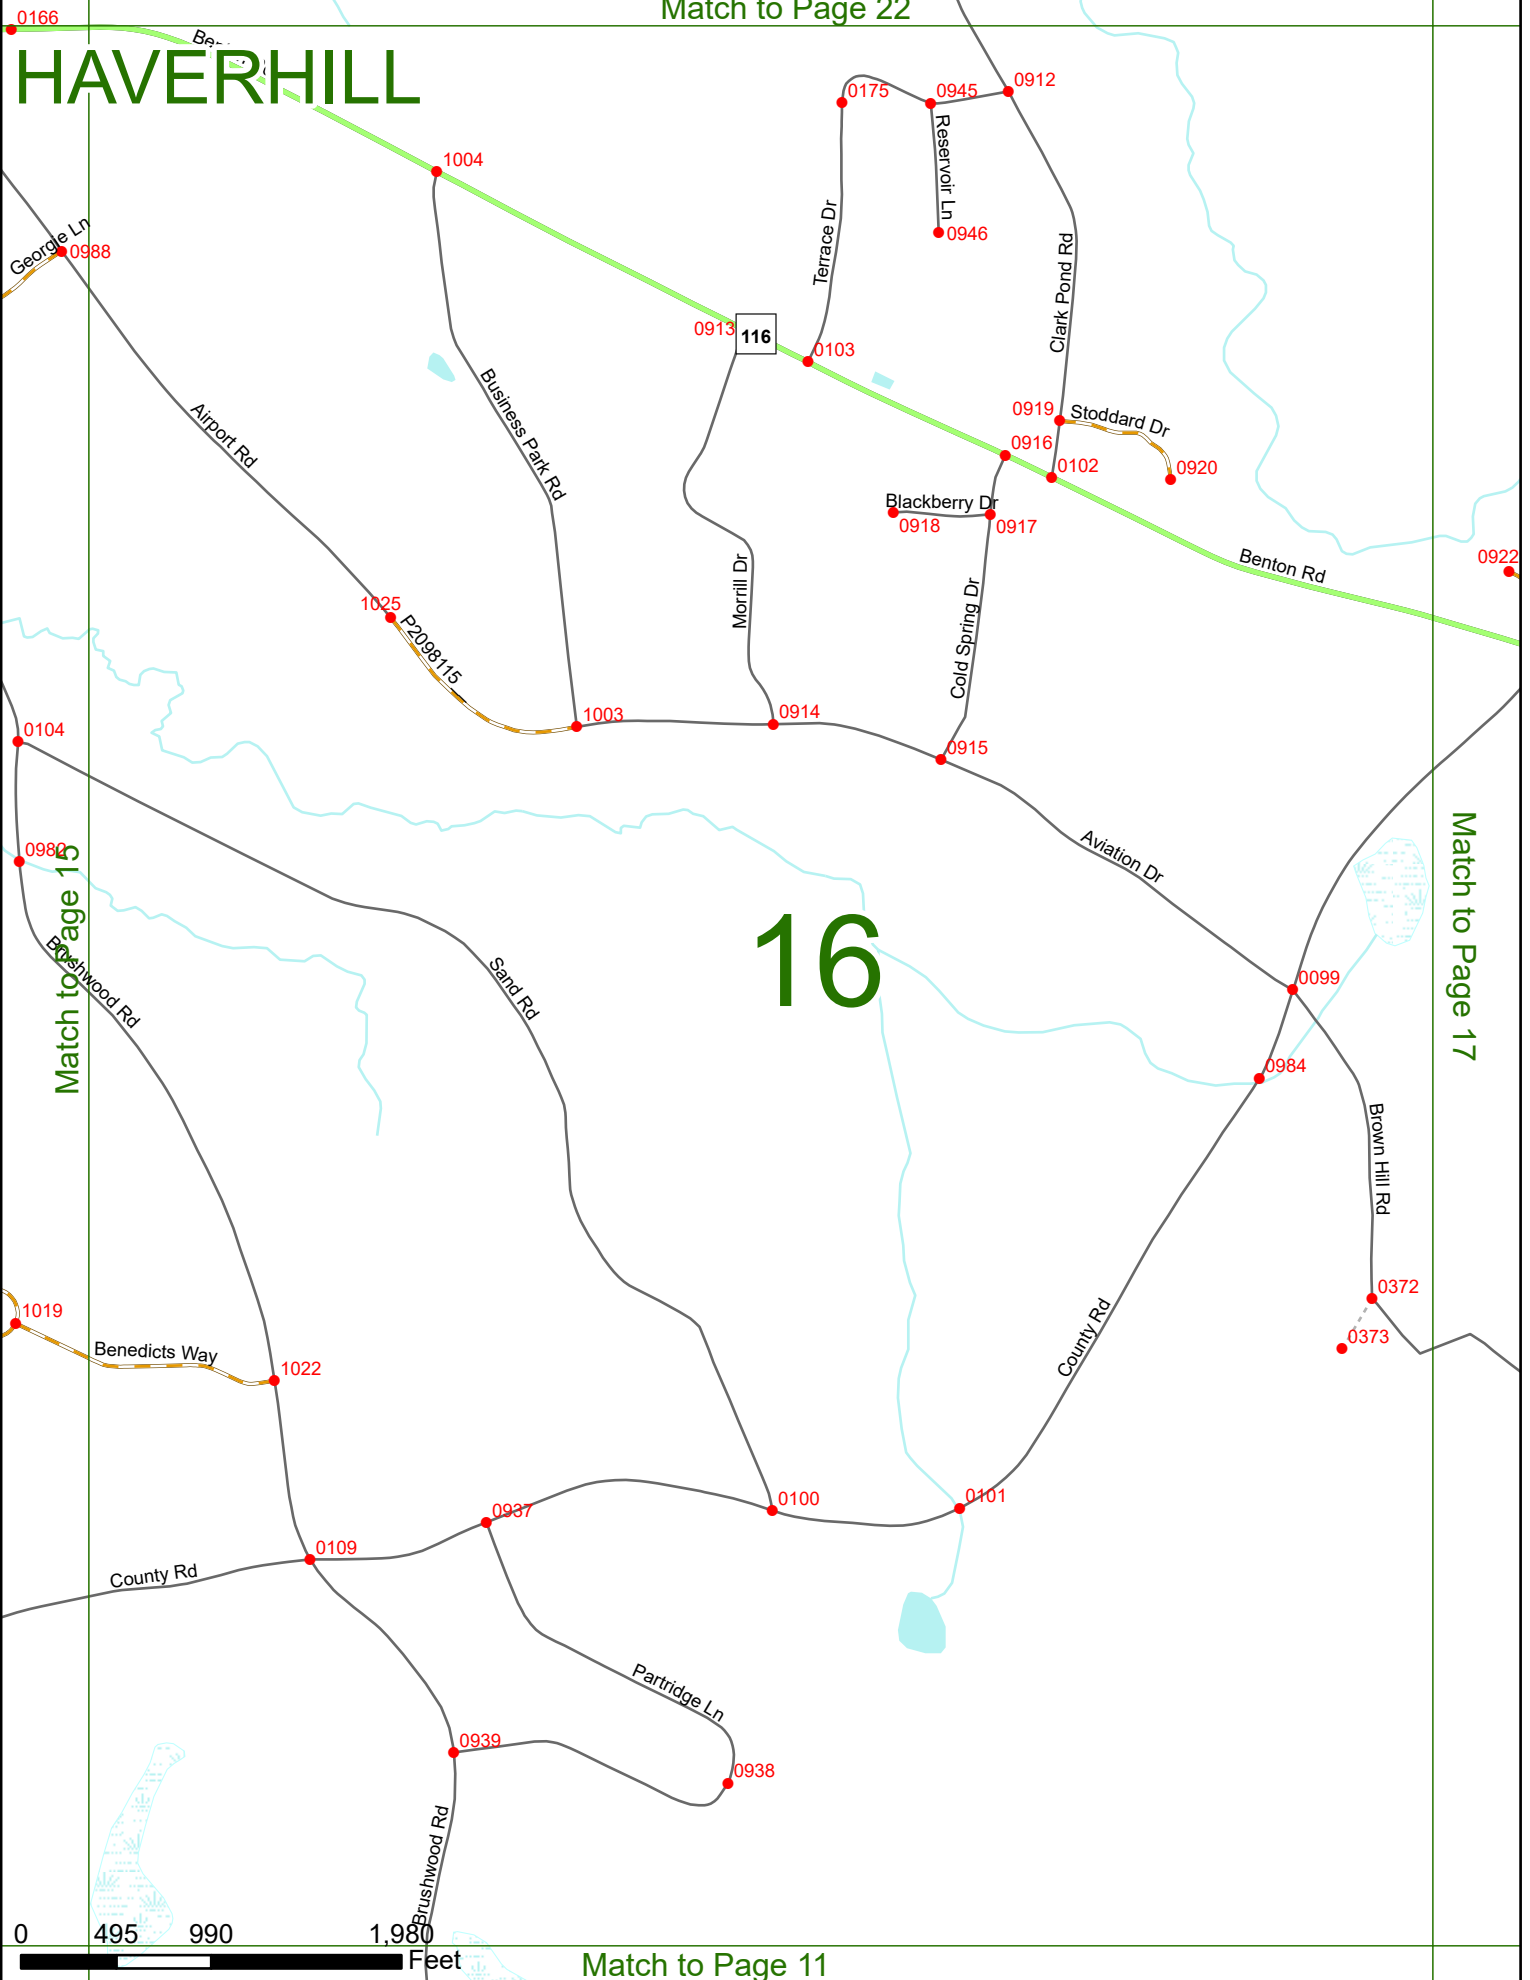 Match to Page 22
0166
HAVERHILL
0175
0945
0912
Reservoir Ln
1004
0946
Terrace Dr
Georgie Ln
0988
Clark Pond Rd
0913
116
0103
Business Park Rd
Airport Rd
0919
Stoddard Dr
0916
0102
0920
Blackberry Dr
0918
0917
0922
Benton Rd
Morrill Dr
Cold Spring Dr
1025
P2098115
1003
0914
0104
0915
0982
Aviation Dr
Match to Page 15
Match to Page 17
16
Brushwood Rd
Sand Rd
0099
0984
Brown Hill Rd
0372
0373
1019
Benedicts Way
1022
County Rd
0937
0100
0101
0109
County Rd
Partridge Ln
0939
0938
Brushwood Rd
0 495 990 1,980
Feet
Match to Page 11